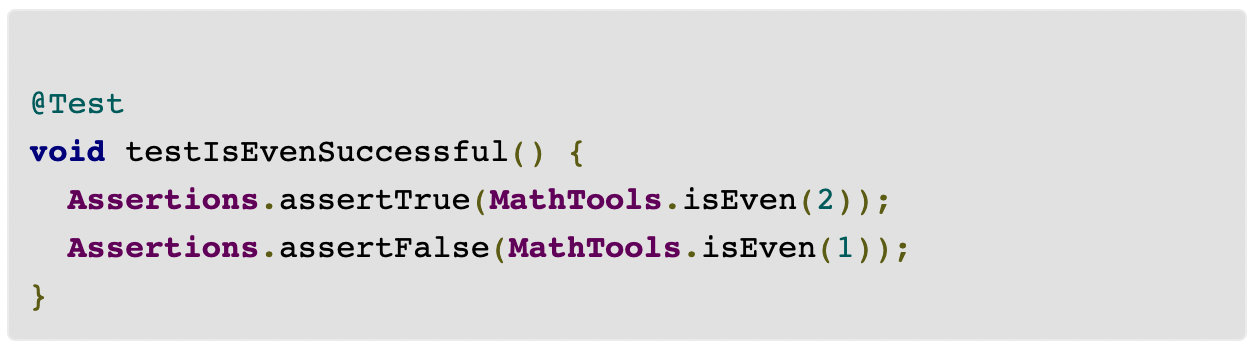 @Test
void testIsEvenSuccessful() {
  Assertions.assertTrue(MathTools.isEven(2));
  Assertions.assertFalse(MathTools.isEven(1));
}